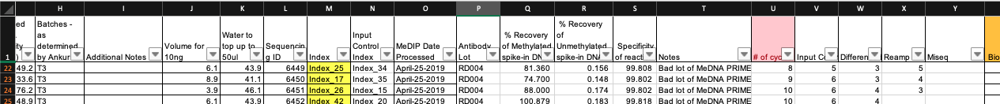 H I J K L M N O P Q R S T U V W X Y
ed Batches - Input % Recovery
as Water to Control % Recovery of
determined Volume for top up to Sequencin MeDIP Date Antibody of Methylated Unmethylated Specificity
1 by Ankur Additional Notes 10ng 50ul g ID Index Index Processed Lot spike-in DN spike-in DNA of react Notes # of cyc Input Co Differen Reamp Miseq Bio
22 49.2 T3 6.1 43.9 6449 Index_25 Index_34 April-25-2019 RD004 81.360 0.156 99.808 Bad lot of MeDNA PRIME 8 5 3 5
23 33.6 T3 8.9 41.1 6450 Index_17 Index_35 April-25-2019 RD004 74.700 0.148 99.802 Bad lot of MeDNA PRIME 9 6 3 4
24 76.2 T3 3.9 46.1 6451 Index_26 Index_15 April-25-2019 RD004 88.000 0.174 99.802 Bad lot of MeDNA PRIME 10 6 4 3
25 48.9 T3 6.1 43.9 6452 Index_42 Index_20 April-25-2019 RD004 100.879 0.183 99.818 Bad lot of MeDNA PRIME 10 6 4